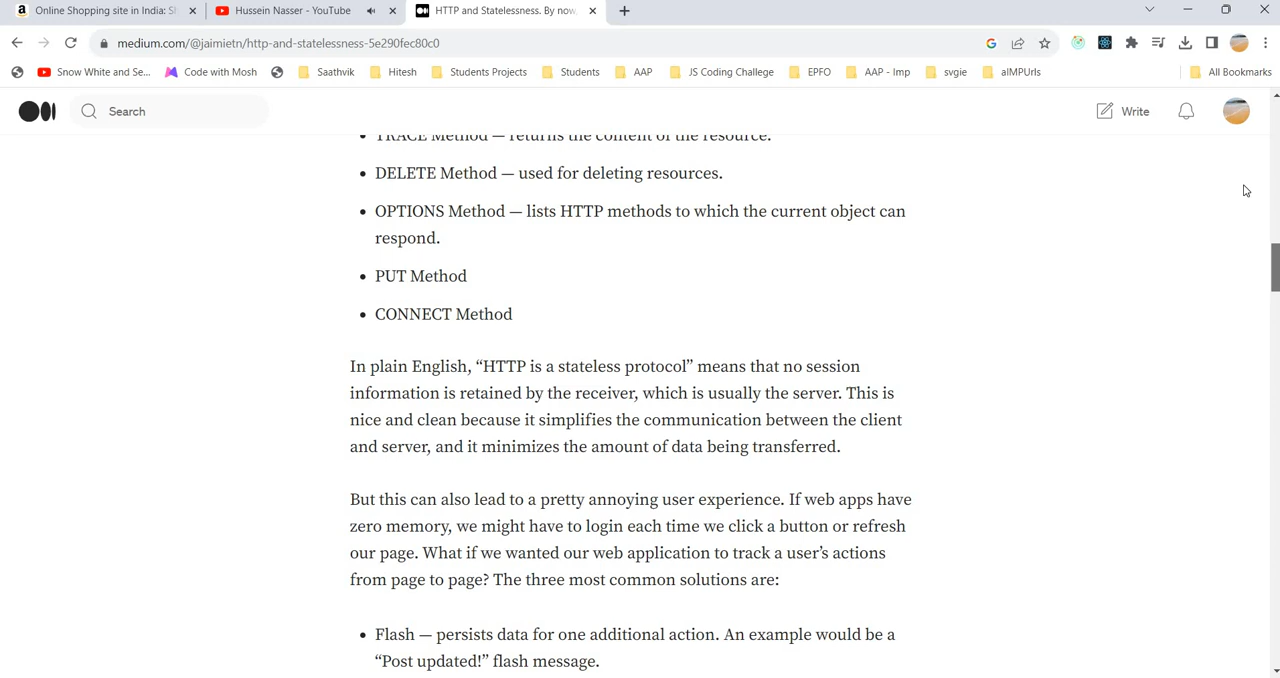 Online Shopping site in India: Sh
Hussein Nasser - YouTube
HTTP and Statelessness. By now,
medium.com/@jaimietn/http-and-statelessness-5e290fec80c0
Snow White and Se...
Code with Mosh
Saathvik
Hitesh
Students Projects
Students
AAP
JS Coding Challege
EPFO
AAP - Imp
svgie
aIMPUrls
All Bookmarks
Search
Write
• TRACE Method — returns the content of the resource.
• DELETE Method — used for deleting resources.
• OPTIONS Method — lists HTTP methods to which the current object can
respond.
• PUT Method
• CONNECT Method
In plain English, “HTTP is a stateless protocol” means that no session
information is retained by the receiver, which is usually the server. This is
nice and clean because it simplifies the communication between the client
and server, and it minimizes the amount of data being transferred.
But this can also lead to a pretty annoying user experience. If web apps have
zero memory, we might have to login each time we click a button or refresh
our page. What if we wanted our web application to track a user’s actions
from page to page? The three most common solutions are:
• Flash — persists data for one additional action. An example would be a
“Post updated!” flash message.